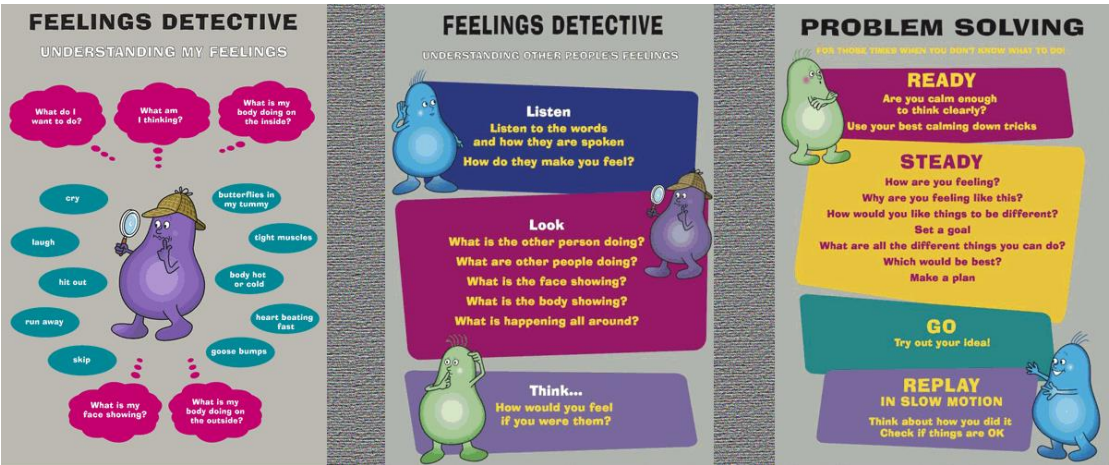 FEELINGS DETECTIVE
UNDERSTANDING MY FEELINGS
What do I
want to do?
What am
I thinking?
What is my
body doing on
the inside?
cry
laugh
hit out
run away
skip
butterflies in
my tummy
tight muscles
body hot
or cold
heart beating
fast
goose bumps
What is my
face showing?
What is my
body doing on
the outside?
FEELINGS DETECTIVE
UNDERSTANDING OTHER PEOPLE'S FEELINGS
Listen
Listen to the words
and how they are spoken
How do they make you feel?
Look
What is the other person doing?
What are other people doing?
What is the face showing?
What is the body showing?
What is happening all around?
Think...
How would you feel
if you were them?
PROBLEM SOLVING
FOR THOSE TIMES WHEN YOU DON'T KNOW WHAT TO DO!
READY
Are you calm enough
to think clearly?
Use your best calming down tricks
STEADY
How are you feeling?
Why are you feeling like this?
How would you like things to be different?
Set a goal
What are all the different things you can do?
Which would be best?
Make a plan
GO
Try out your idea!
REPLAY
IN SLOW MOTION
Think about how you did it
Check if things are OK